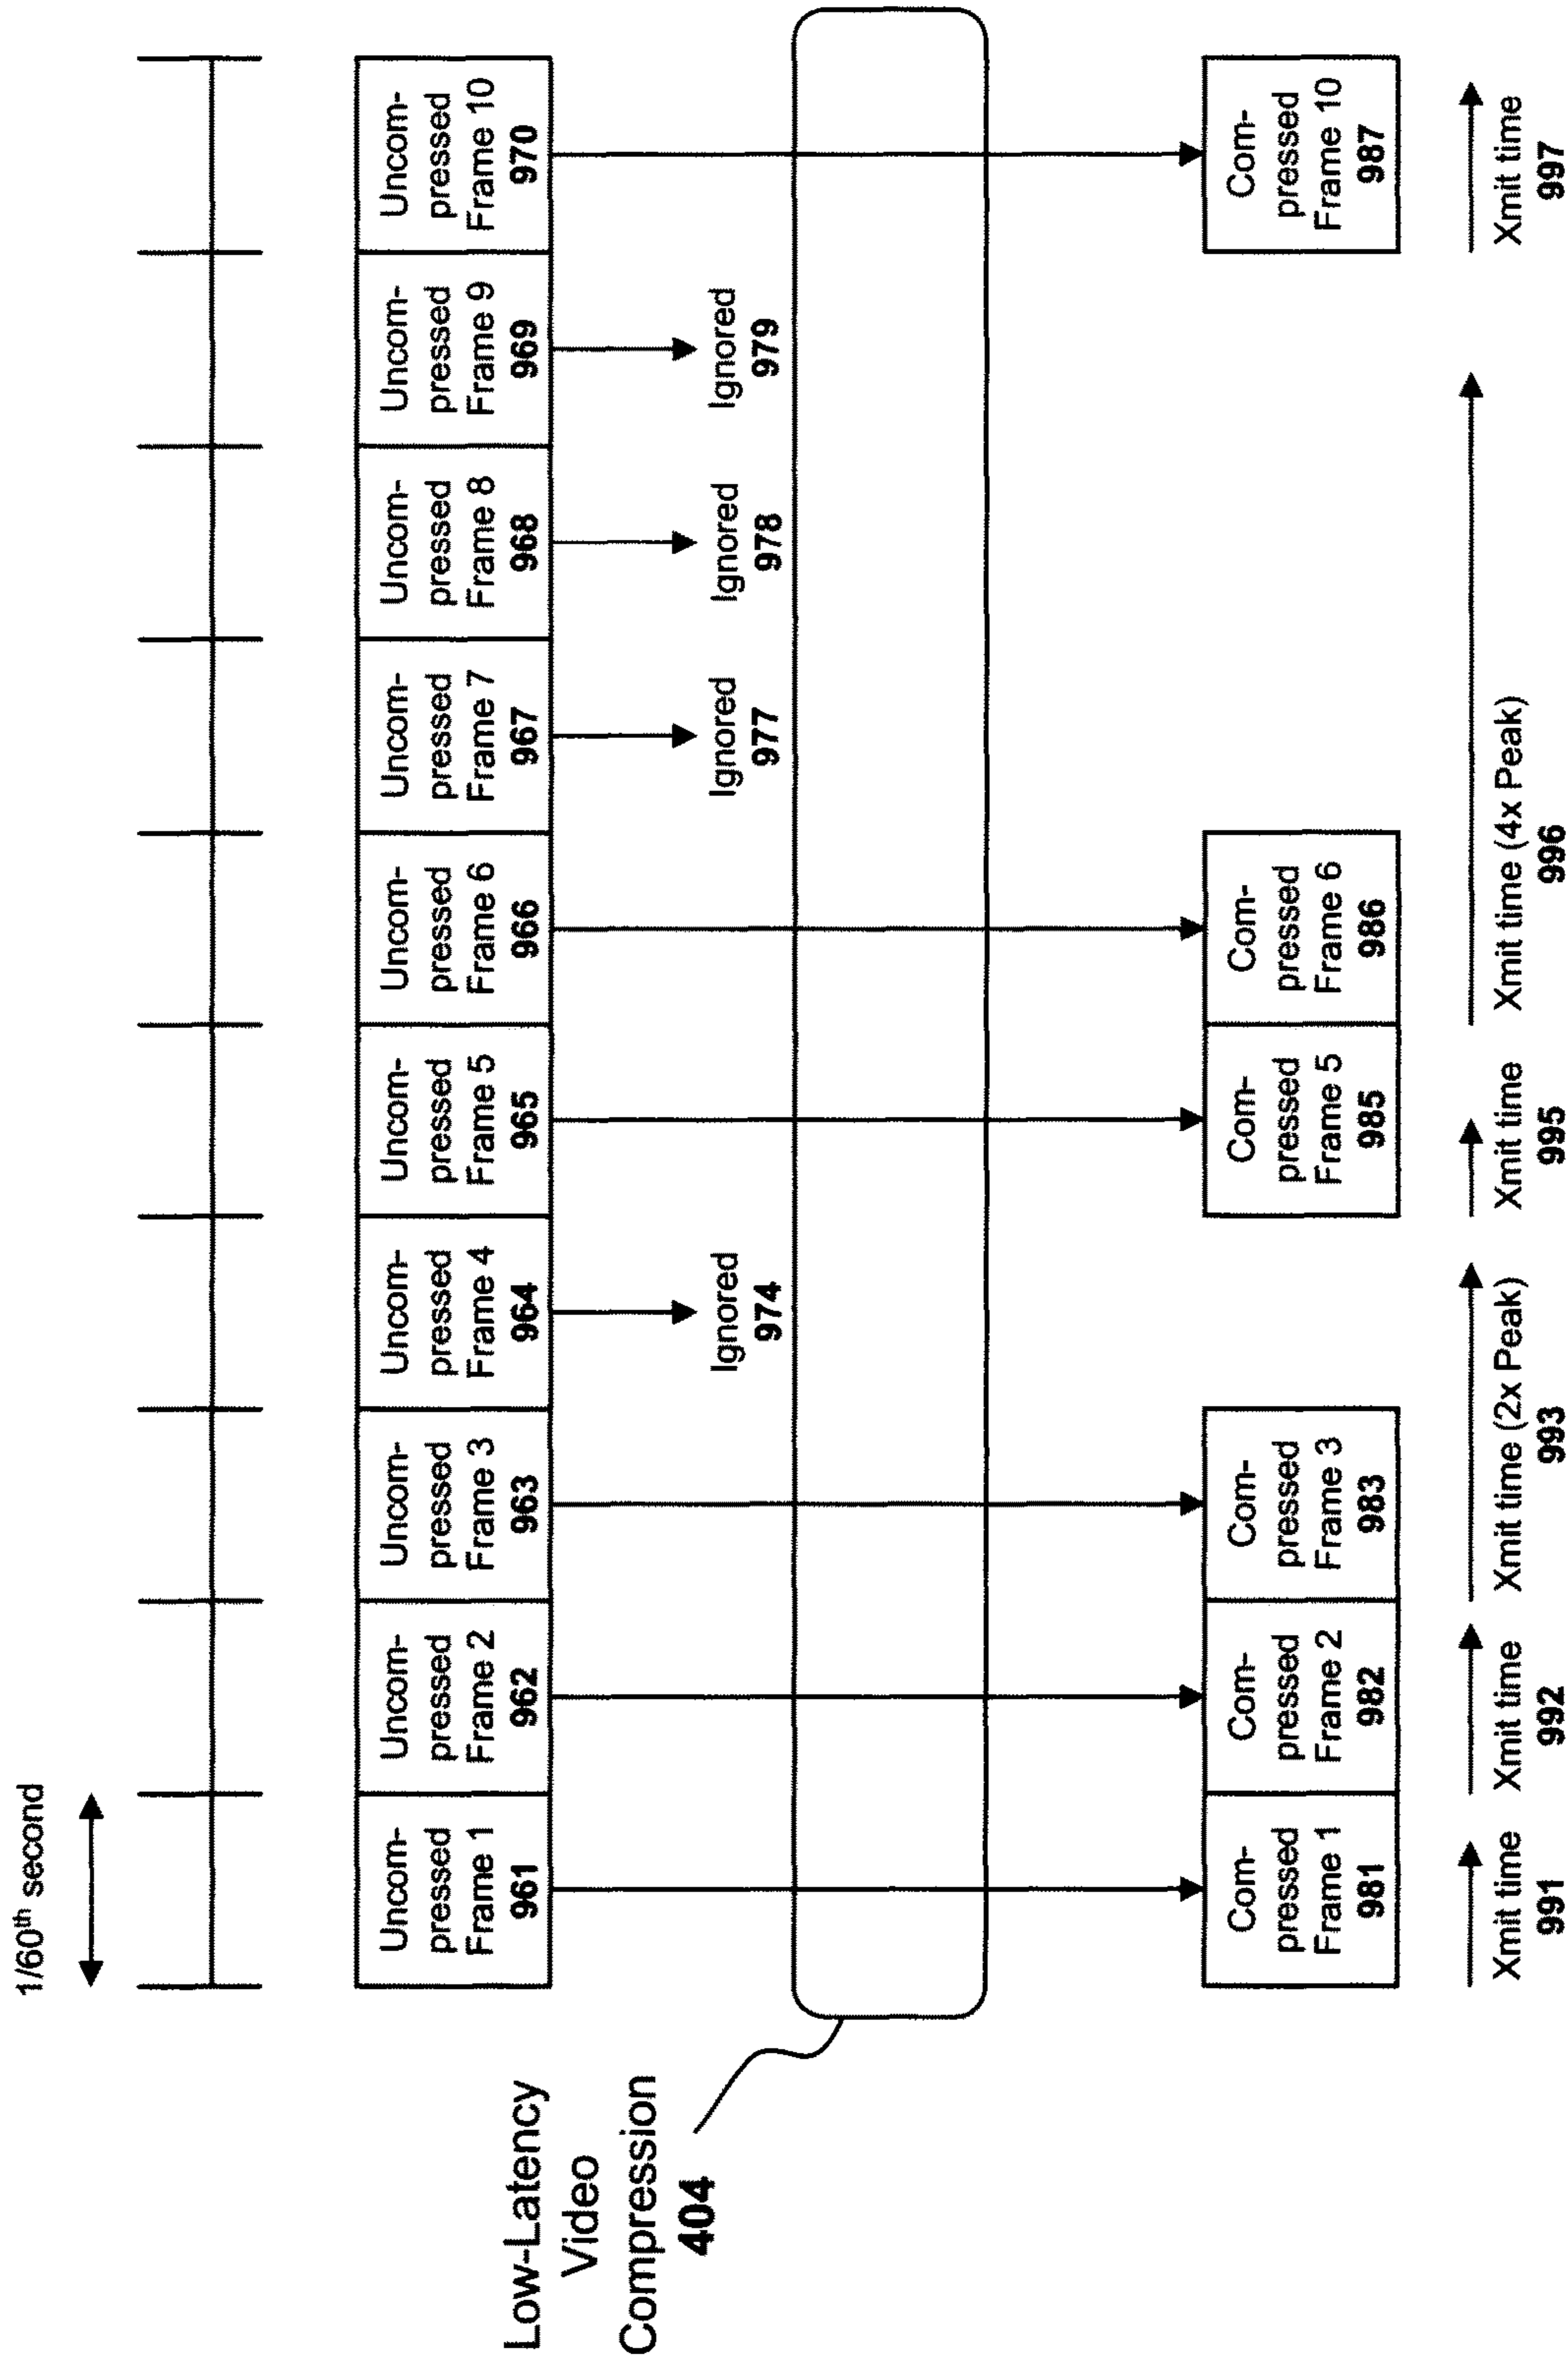 1/60th second
Uncom-
pressed
Frame 1
961
Uncom-
pressed
Frame 2
962
Uncom-
pressed
Frame 3
963
Uncom-
pressed
Frame 4
964
Uncom-
pressed
Frame 5
965
Uncom-
pressed
Frame 6
966
Uncom-
pressed
Frame 7
967
Uncom-
pressed
Frame 8
968
Uncom-
pressed
Frame 9
969
Uncom-
pressed
Frame 10
970
Ignored
974
Ignored
977
Ignored
978
Ignored
979
Low-Latency
Video
Compression
404
Com-
pressed
Frame 1
981
Com-
pressed
Frame 2
982
Com-
pressed
Frame 3
983
Com-
pressed
Frame 5
985
Com-
pressed
Frame 6
986
Com-
pressed
Frame 10
987
Xmit time
991
Xmit time
992
Xmit time (2x Peak)
993
Xmit time
995
Xmit time (4x Peak)
996
Xmit time
997